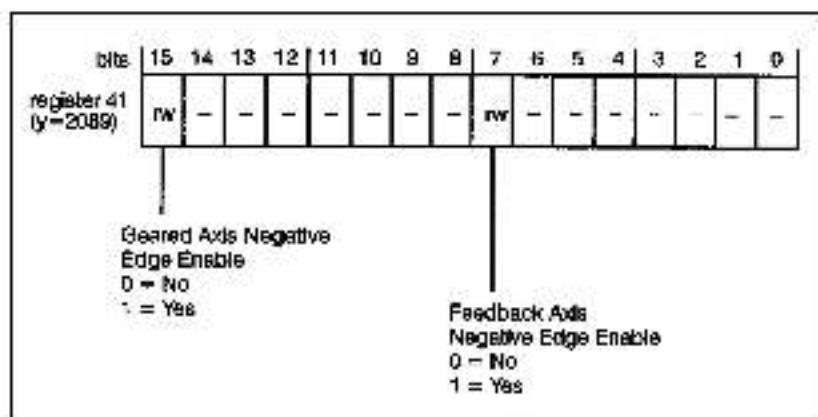 bits 15 14 13 12 11 10 9 8 7 6 5 4 3 2 1 0
register 41
(y=2089)
rw – – – – – – – rw – – – – – – –
Geared Axis Negative
Edge Enable
0 = No
1 = Yes
Feedback Axis
Negative Edge Enable
0 = No
1 = Yes